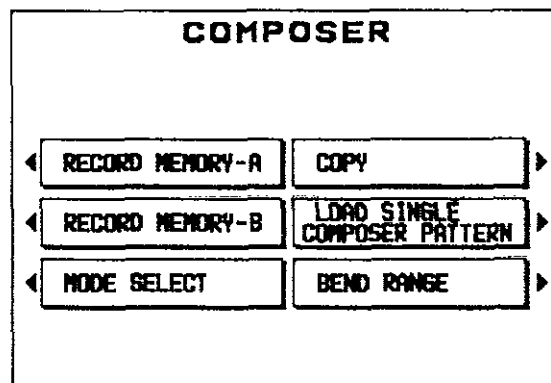 COMPOSER
RECORD MEMORY-A
COPY
RECORD MEMORY-B
LOAD SINGLE
COMPOSER PATTERN
MODE SELECT
BEND RANGE